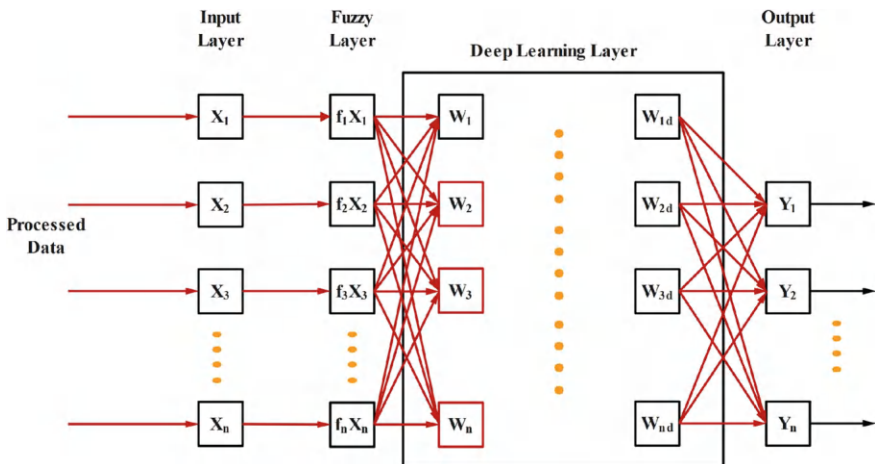 Input
Layer
Fuzzy
Layer
Deep Learning Layer
Output
Layer
Processed
Data
X1
f1X1
W1
W1d
X2
f2X2
W2
W2d
Y1
X3
f3X3
W3
W3d
Y2
Xn
fnXn
Wn
Wnd
Yn